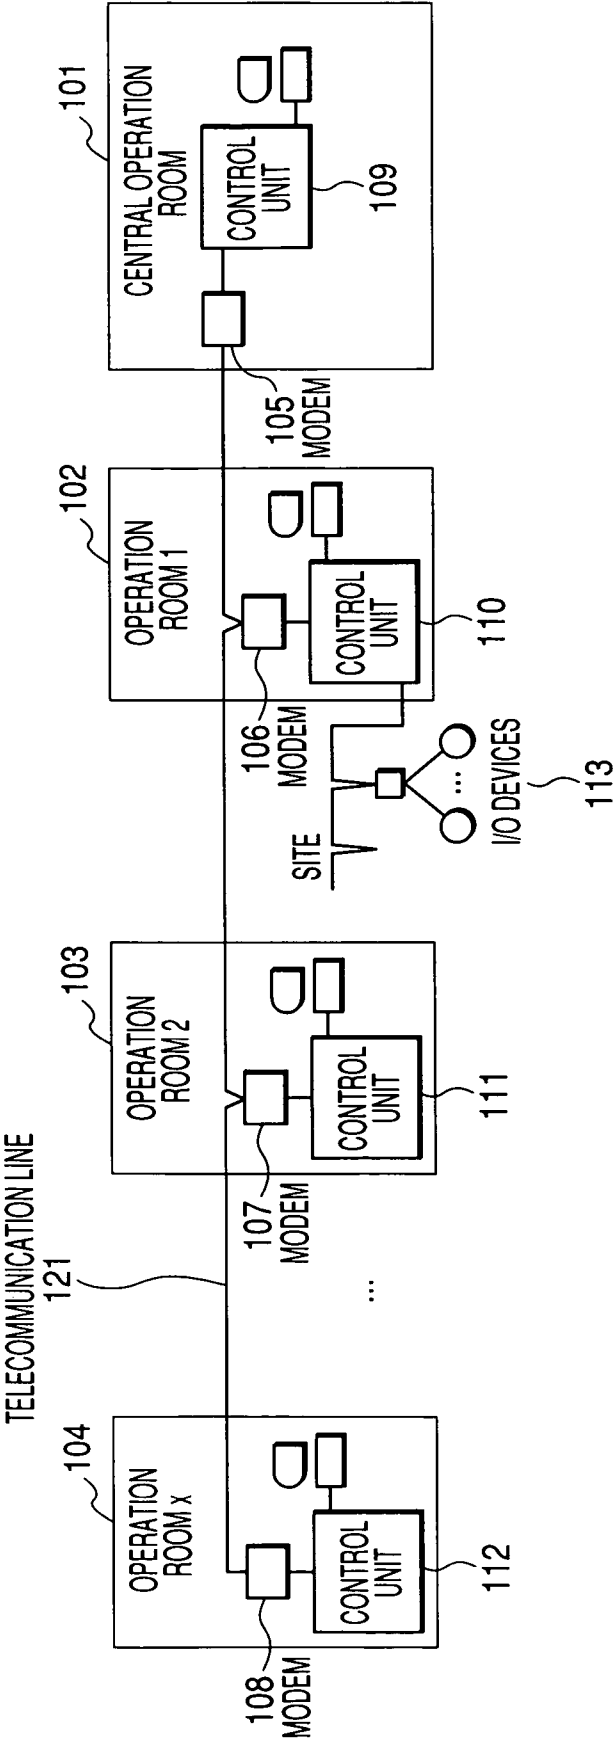 TELECOMMUNICATION LINE
121
104
OPERATION
ROOM x
CONTROL
UNIT
112
108
MODEM
103
OPERATION
ROOM 2
CONTROL
UNIT
111
107
MODEM
...
102
OPERATION
ROOM 1
CONTROL
UNIT
110
106
MODEM
SITE
...
I/O DEVICES
113
101
CENTRAL OPERATION
ROOM
CONTROL
UNIT
109
105
MODEM